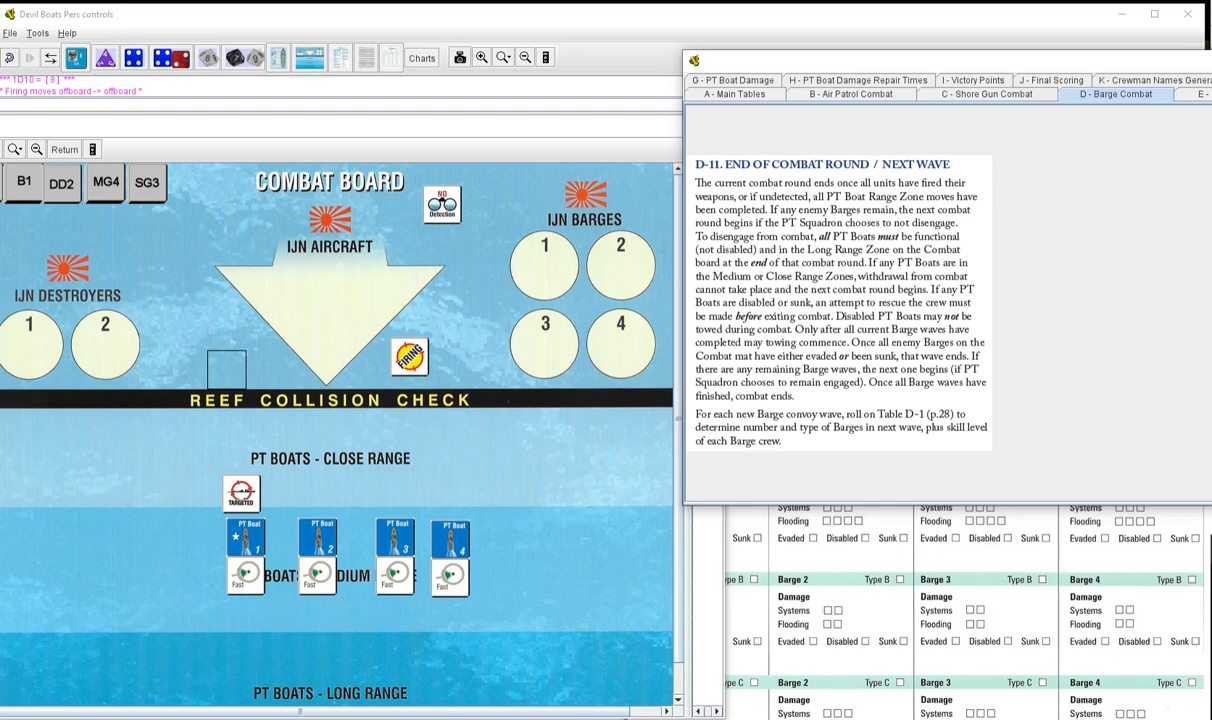 Devil Boats Pers controls
File Tools Help
Charts
*** 1D10 = [ 8 ] ***
* Firing moves offboard -> offboard *
Return
B1
DD2
MG4
SG3
COMBAT BOARD
NO
Detection
IJN AIRCRAFT
IJN BARGES
1
2
3
4
IJN DESTROYERS
1
2
FIRING
REEF COLLISION CHECK
PT BOATS - CLOSE RANGE
TARGETED
PT Boat
1
PT Boat
2
PT Boat
3
PT Boat
4
Fast
BOAT
Fast
DIUM
Fast
Fast
PT BOATS - LONG RANGE
G - PT Boat Damage
H - PT Boat Damage Repair Times
I - Victory Points
J - Final Scoring
K - Crewman Names Genera
A - Main Tables
B - Air Patrol Combat
C - Shore Gun Combat
D - Barge Combat
E -
D-11. END OF COMBAT ROUND / NEXT WAVE
The current combat round ends once all units have fired their
weapons, or if undetected, all PT Boat Range Zone moves have
been completed. If any enemy Barges remain, the next combat
round begins if the PT Squadron chooses to not disengage.
To disengage from combat, all PT Boats must be functional
(not disabled) and in the Long Range Zone on the Combat
board at the end of that combat round. If any PT Boats are in
the Medium or Close Range Zones, withdrawal from combat
cannot take place and the next combat round begins. If any PT
Boats are disabled or sunk, an attempt to rescue the crew must
be made before exiting combat. Disabled PT Boats may not be
towed during combat. Only after all current Barge waves have
completed may towing commence. Once all enemy Barges on the
Combat mat have either evaded or been sunk, that wave ends. If
there are any remaining Barge waves, the next one begins (if PT
Squadron chooses to remain engaged). Once all Barge waves have
finished, combat ends.
For each new Barge convoy wave, roll on Table D-1 (p.28) to
determine number and type of Barges in next wave, plus skill level
of each Barge crew.
Systems Systems Systems
Flooding Flooding Flooding
Sunk Evaded Disabled Sunk Evaded Disabled Sunk Evaded Disabled Sunk
pe B Barge 2 Type B Barge 3 Type B Barge 4 Type B
Damage Damage Damage
Systems Systems Systems
Flooding Flooding Flooding
Sunk Evaded Disabled Sunk Evaded Disabled Sunk Evaded Disabled Sunk
pe C Barge 2 Type C Barge 3 Type C Barge 4 Type C
Damage Damage Damage
Systems Systems Systems